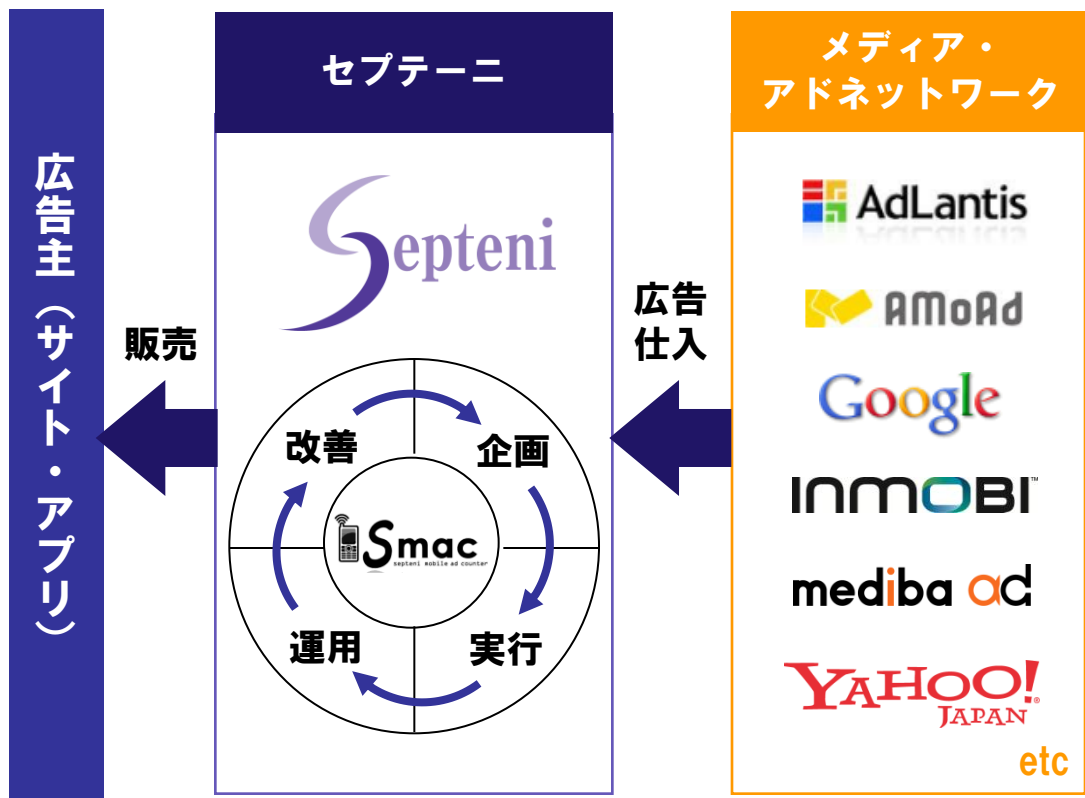 広告主（サイト・アプリ）
販売
セプテーニ
Septeni
改善
企画
Smac
septeni mobile ad counter
運用
実行
広告
仕入
メディア・
アドネットワーク
AdLantis
AMoAd
Google
INMOBI™
mediba ad
YAHOO!®
JAPAN
etc